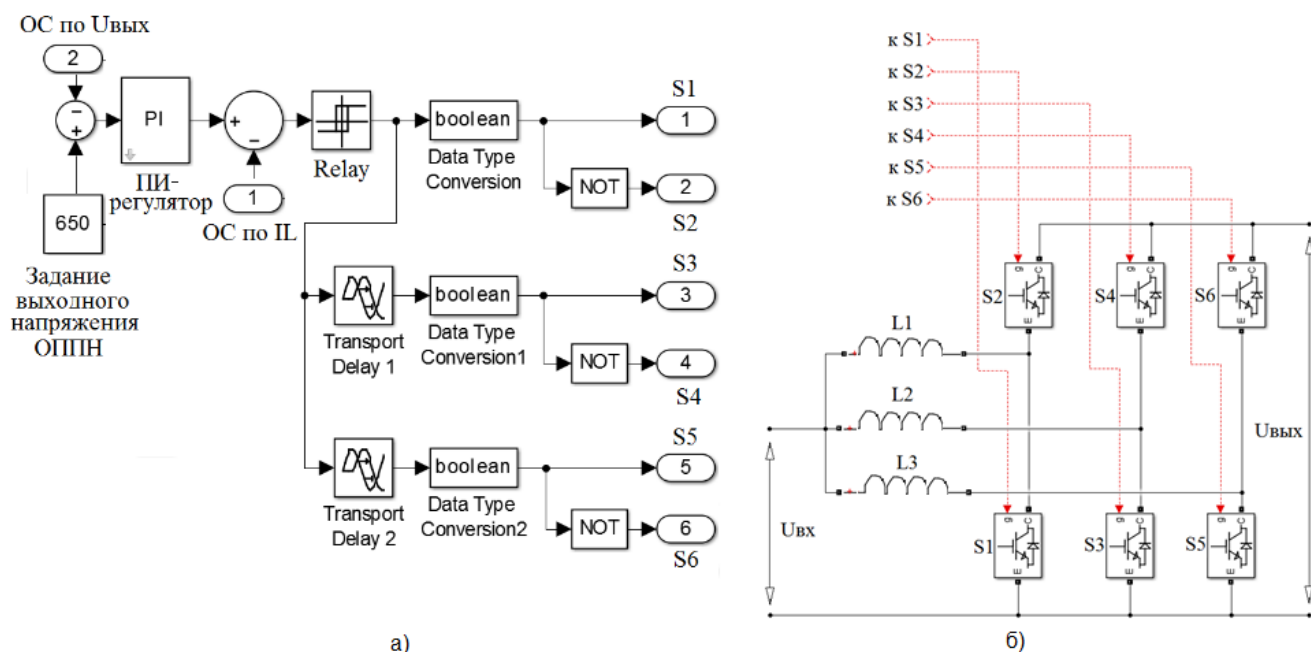 ОС по Uвых
2
−
+
PI
ПИ-
регулятор
650
Задание
выходного
напряжения
ОППН
+
−
1
ОС по IL
Relay
boolean
Data Type
Conversion
S1
1
NOT
2
S2
Transport
Delay 1
boolean
Data Type
Conversion1
S3
3
NOT
4
S4
Transport
Delay 2
boolean
Data Type
Conversion2
S5
5
NOT
6
S6
а)
к S1
к S2
к S3
к S4
к S5
к S6
g C
S2
E
g C
S4
E
g C
S6
E
L1
L2
L3
Uвх
Uвых
g C
S1
E
g C
S3
E
g C
S5
E
б)